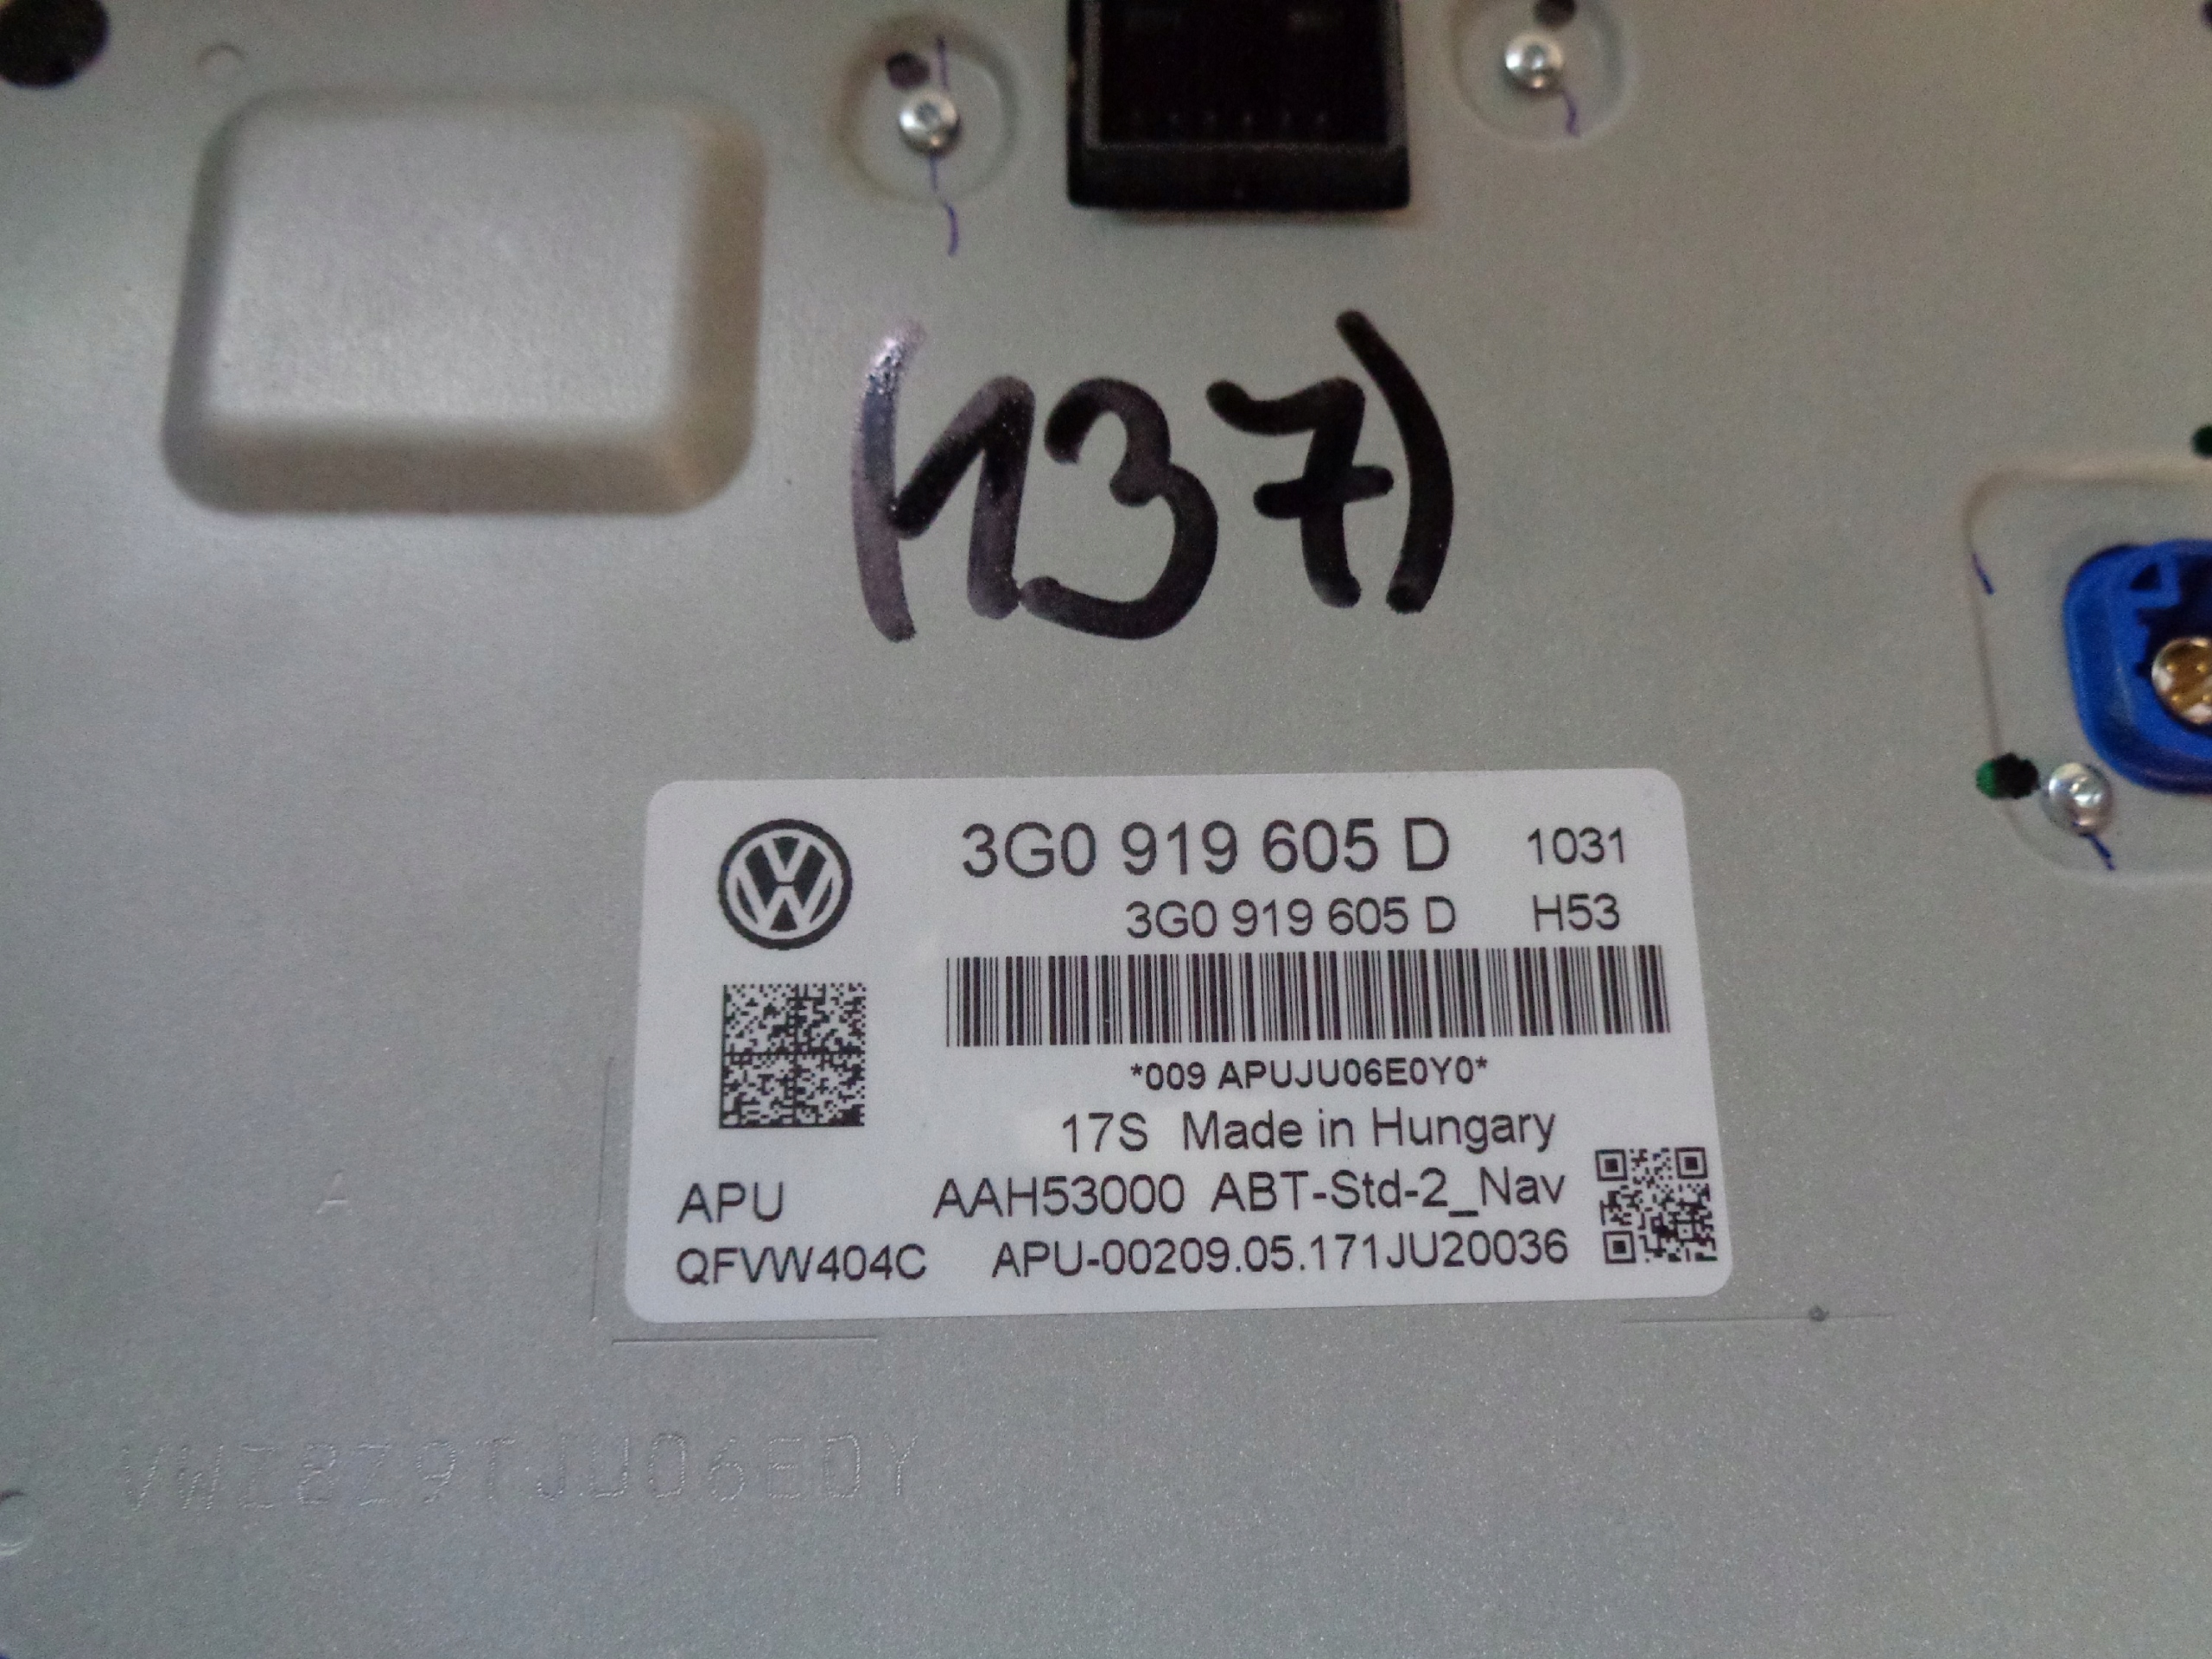 (137)
3G0 919 605 D 1031
3G0 919 605 D H53
*009 APUJU06E0Y0*
17S Made in Hungary
APU AAH53000 ABT-Std-2_Nav
QFVW404C APU-00209.05.171JU20036
A
VWZ8Z9TJU06E0Y